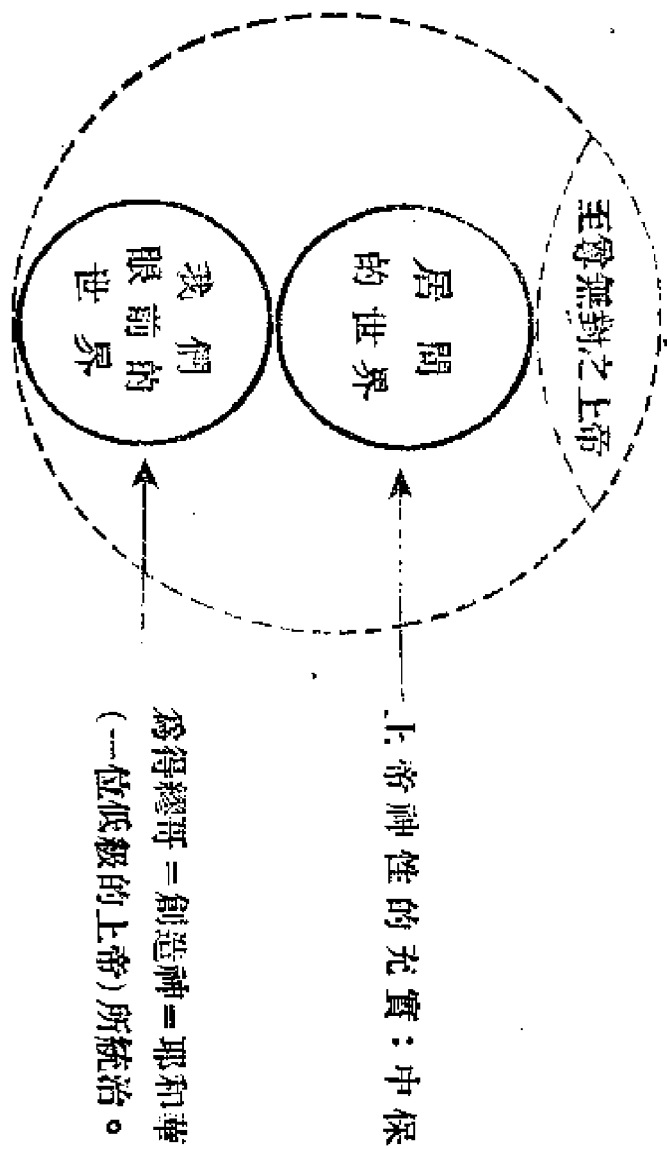 至尊無對之上帝
居間
的世界
我們
眼前的
世界
上帝神性的充實：中保
為得繆哥＝創造神＝耶和華
（一位低級的上帝）所統治。